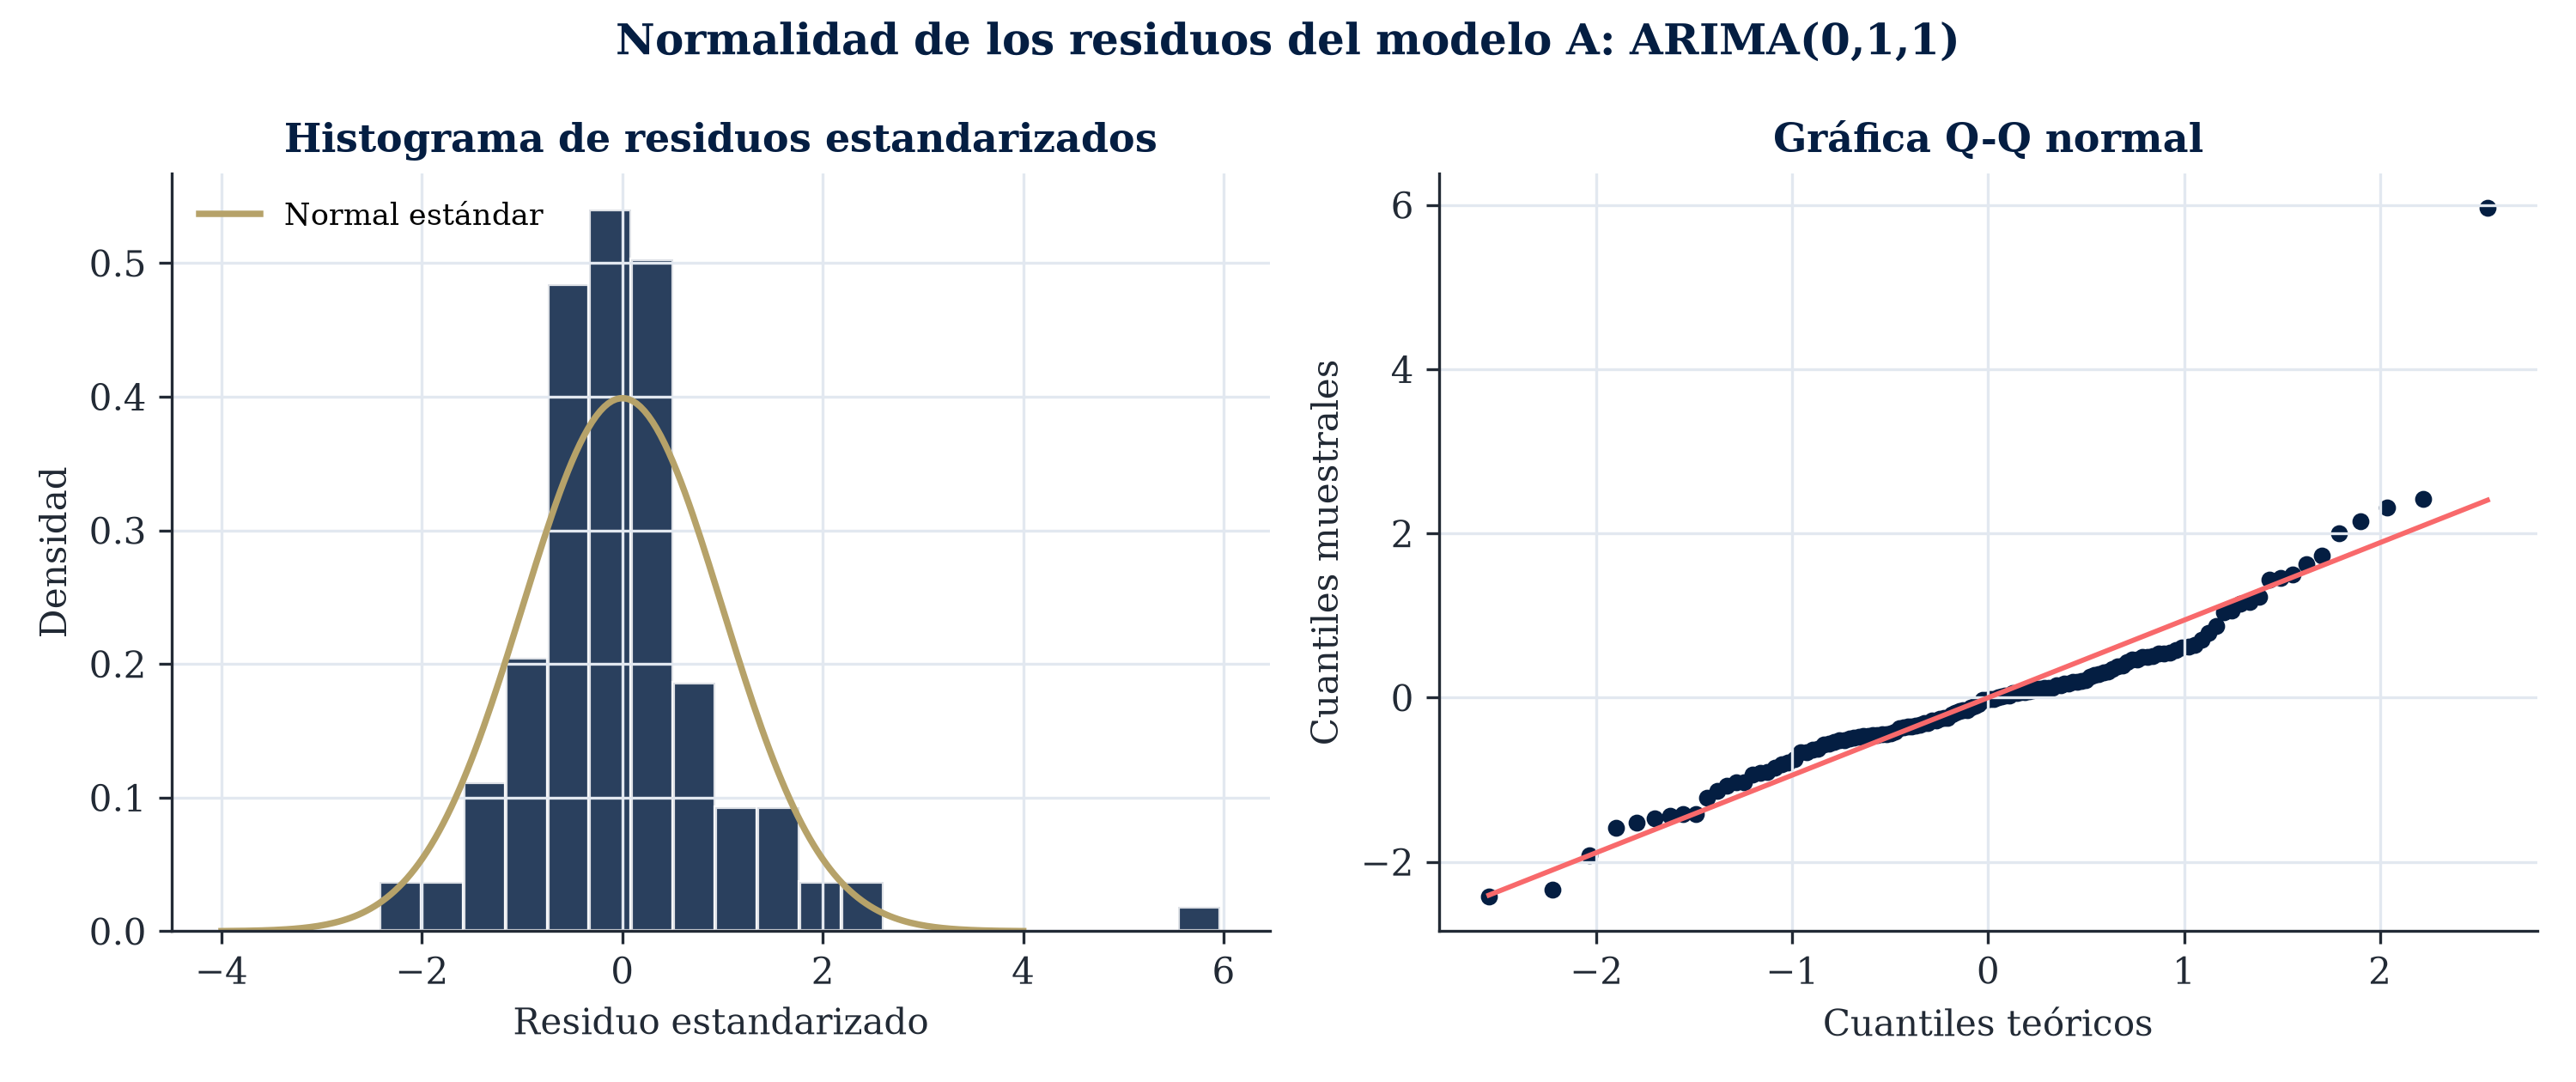 Normalidad de los residuos del modelo A: ARIMA(0,1,1)
Histograma de residuos estandarizados
Normal estándar
Densidad
0.5
0.4
0.3
0.2
0.1
0.0
−4 −2 0 2 4 6
Residuo estandarizado
Gráfica Q-Q normal
Cuantiles muestrales
6
4
2
0
−2
−2 −1 0 1 2
Cuantiles teóricos